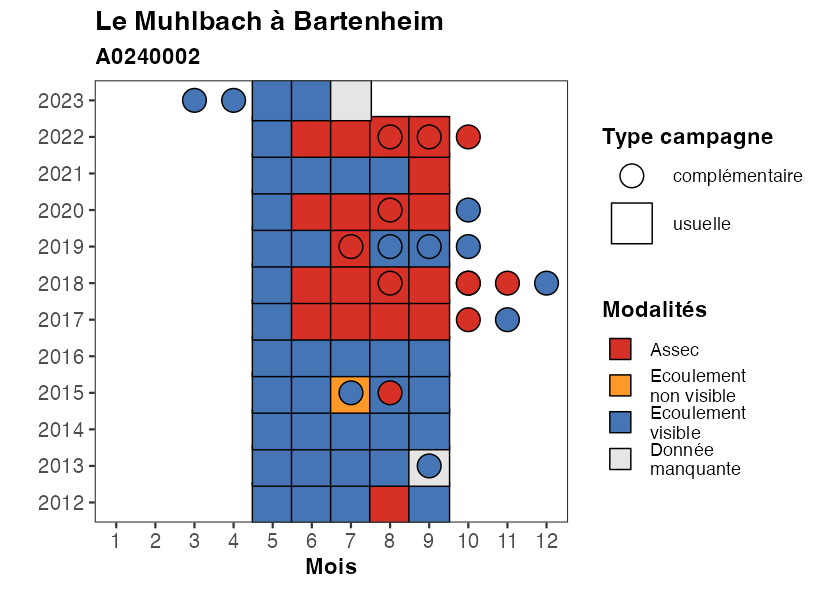 Le Muhlbach à Bartenheim
A0240002
2023
2022
2021
2020
2019
2018
2017
2016
2015
2014
2013
2012
1 2 3 4 5 6 7 8 9 10 11 12
Mois
Type campagne
complémentaire
usuelle
Modalités
Assec
Ecoulement
non visible
Ecoulement
visible
Donnée
manquante